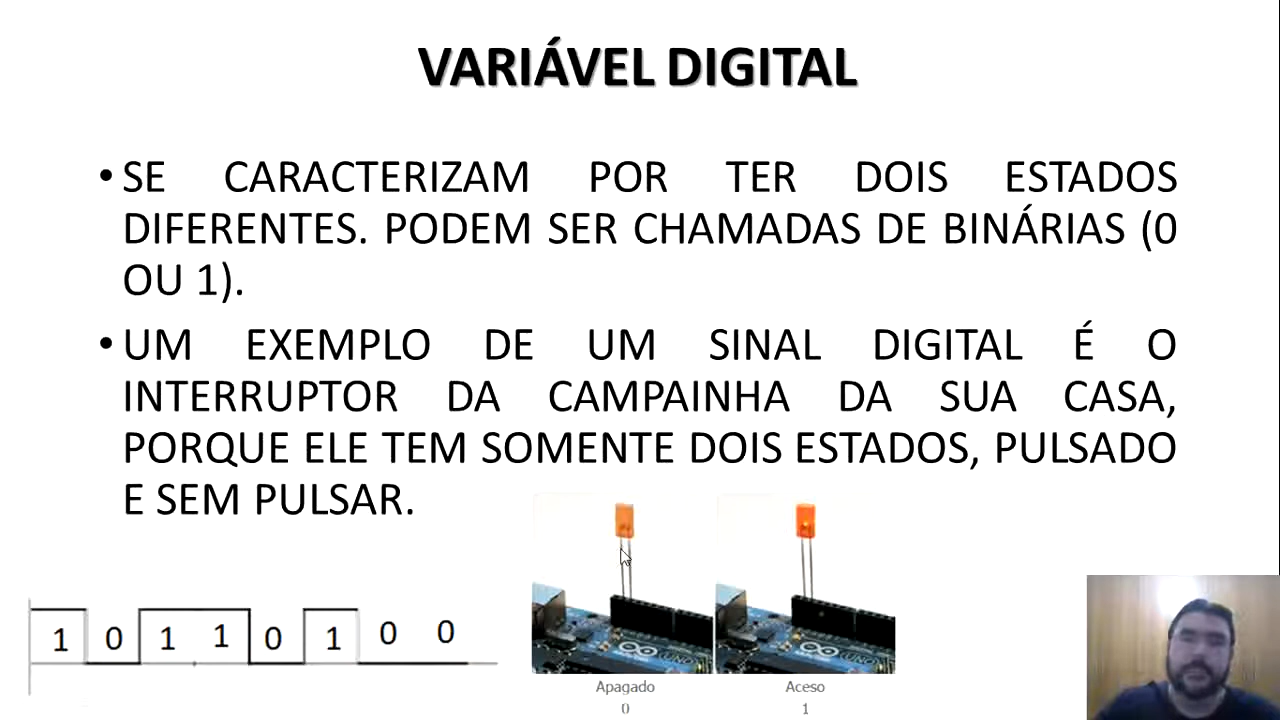 VARIÁVEL DIGITAL
• SE CARACTERIZAM POR TER DOIS ESTADOS
DIFERENTES. PODEM SER CHAMADAS DE BINÁRIAS (0
OU 1).
• UM EXEMPLO DE UM SINAL DIGITAL É O
INTERRUPTOR DA CAMPAINHA DA SUA CASA,
PORQUE ELE TEM SOMENTE DOIS ESTADOS, PULSADO
E SEM PULSAR.
1 0 1 1 0 1 0 0
UNO
UNO
Apagado
0
Aceso
1